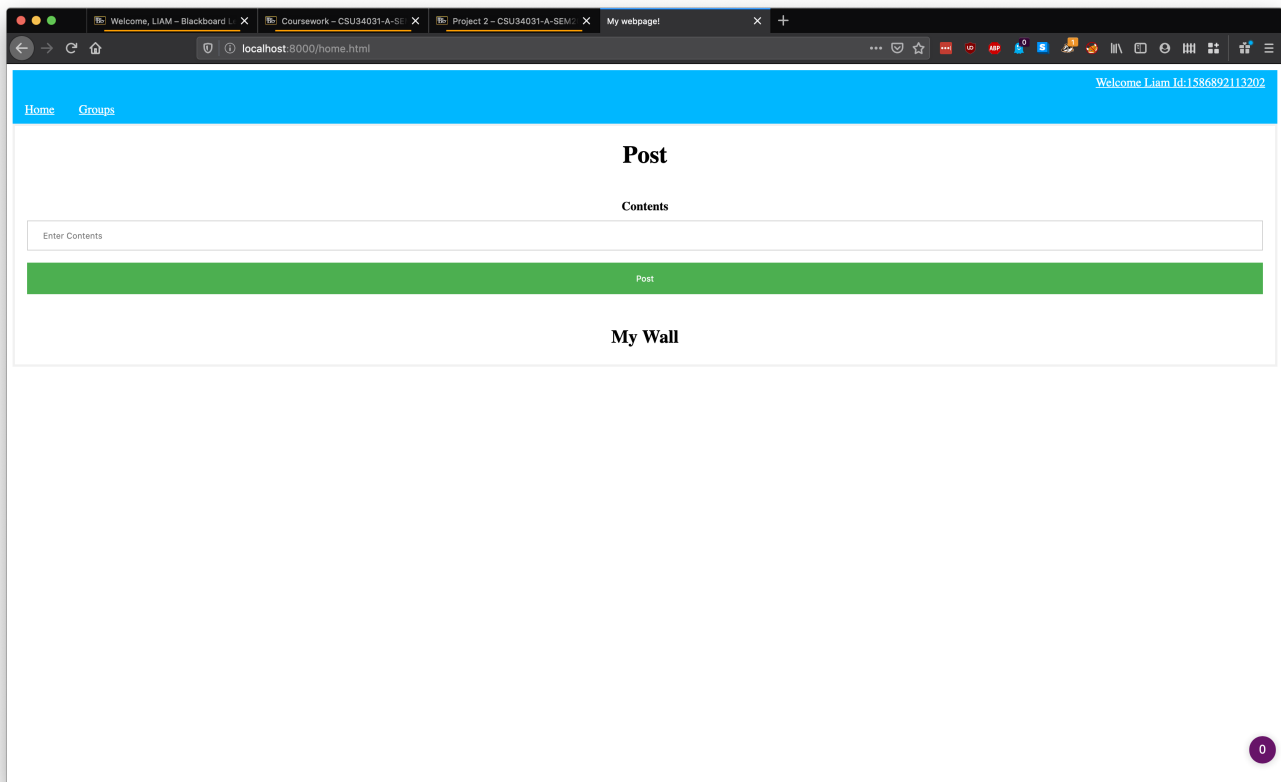 Welcome, LIAM – Blackboard L
Coursework – CSU34031-A-SE
Project 2 – CSU34031-A-SEM2
My webpage!
localhost:8000/home.html
Welcome Liam Id:1586892113202
Home Groups
Post
Contents
Enter Contents
Post
My Wall
0